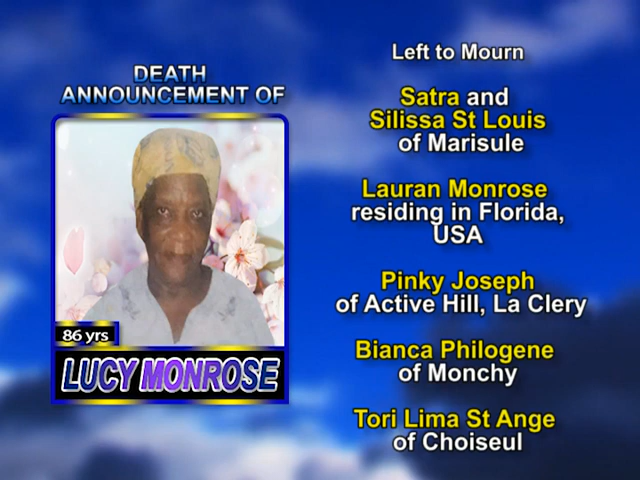 DEATH
ANNOUNCEMENT OF
86 yrs
LUCY MONROSE
Left to Mourn
Satra and
Silissa St Louis
of Marisule
Lauran Monrose
residing in Florida,
USA
Pinky Joseph
of Active Hill, La Clery
Bianca Philogene
of Monchy
Tori Lima St Ange
of Choiseul